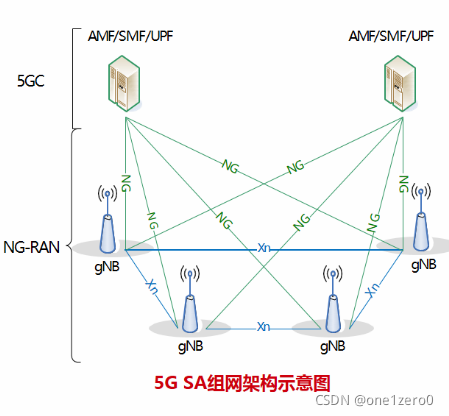 AMF/SMF/UPF
AMF/SMF/UPF
5GC
NG
NG
NG
NG
NG
NG
NG
NG
NG-RAN
gNB
Xn
gNB
Xn
Xn
gNB
Xn
gNB
5G SA组网架构示意图
CSDN @one1zero0